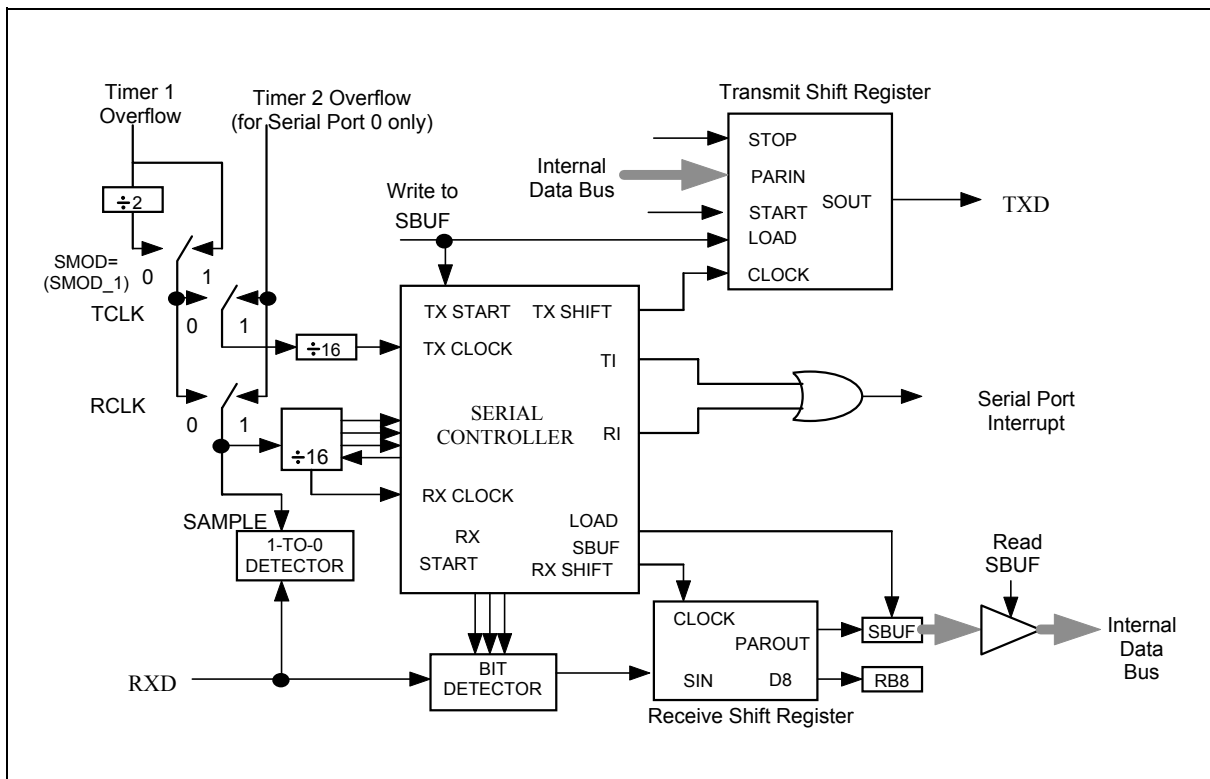 Timer 1
Overflow
Timer 2 Overflow
(for Serial Port 0 only)
÷2
SMOD=
(SMOD_1)
0
1
TCLK
0
1
÷16
RCLK
0
1
÷16
SAMPLE
1-TO-0
DETECTOR
RXD
BIT
DETECTOR
Write to
SBUF
TX START
TX SHIFT
TX CLOCK
TI
SERIAL
CONTROLLER
RI
RX CLOCK
LOAD
SBUF
RX
START
RX SHIFT
Transmit Shift Register
Internal
Data Bus
STOP
PARIN
SOUT
START
LOAD
CLOCK
TXD
Serial Port
Interrupt
CLOCK
PAROUT
SIN
D8
Receive Shift Register
SBUF
RB8
Read
SBUF
Internal
Data
Bus